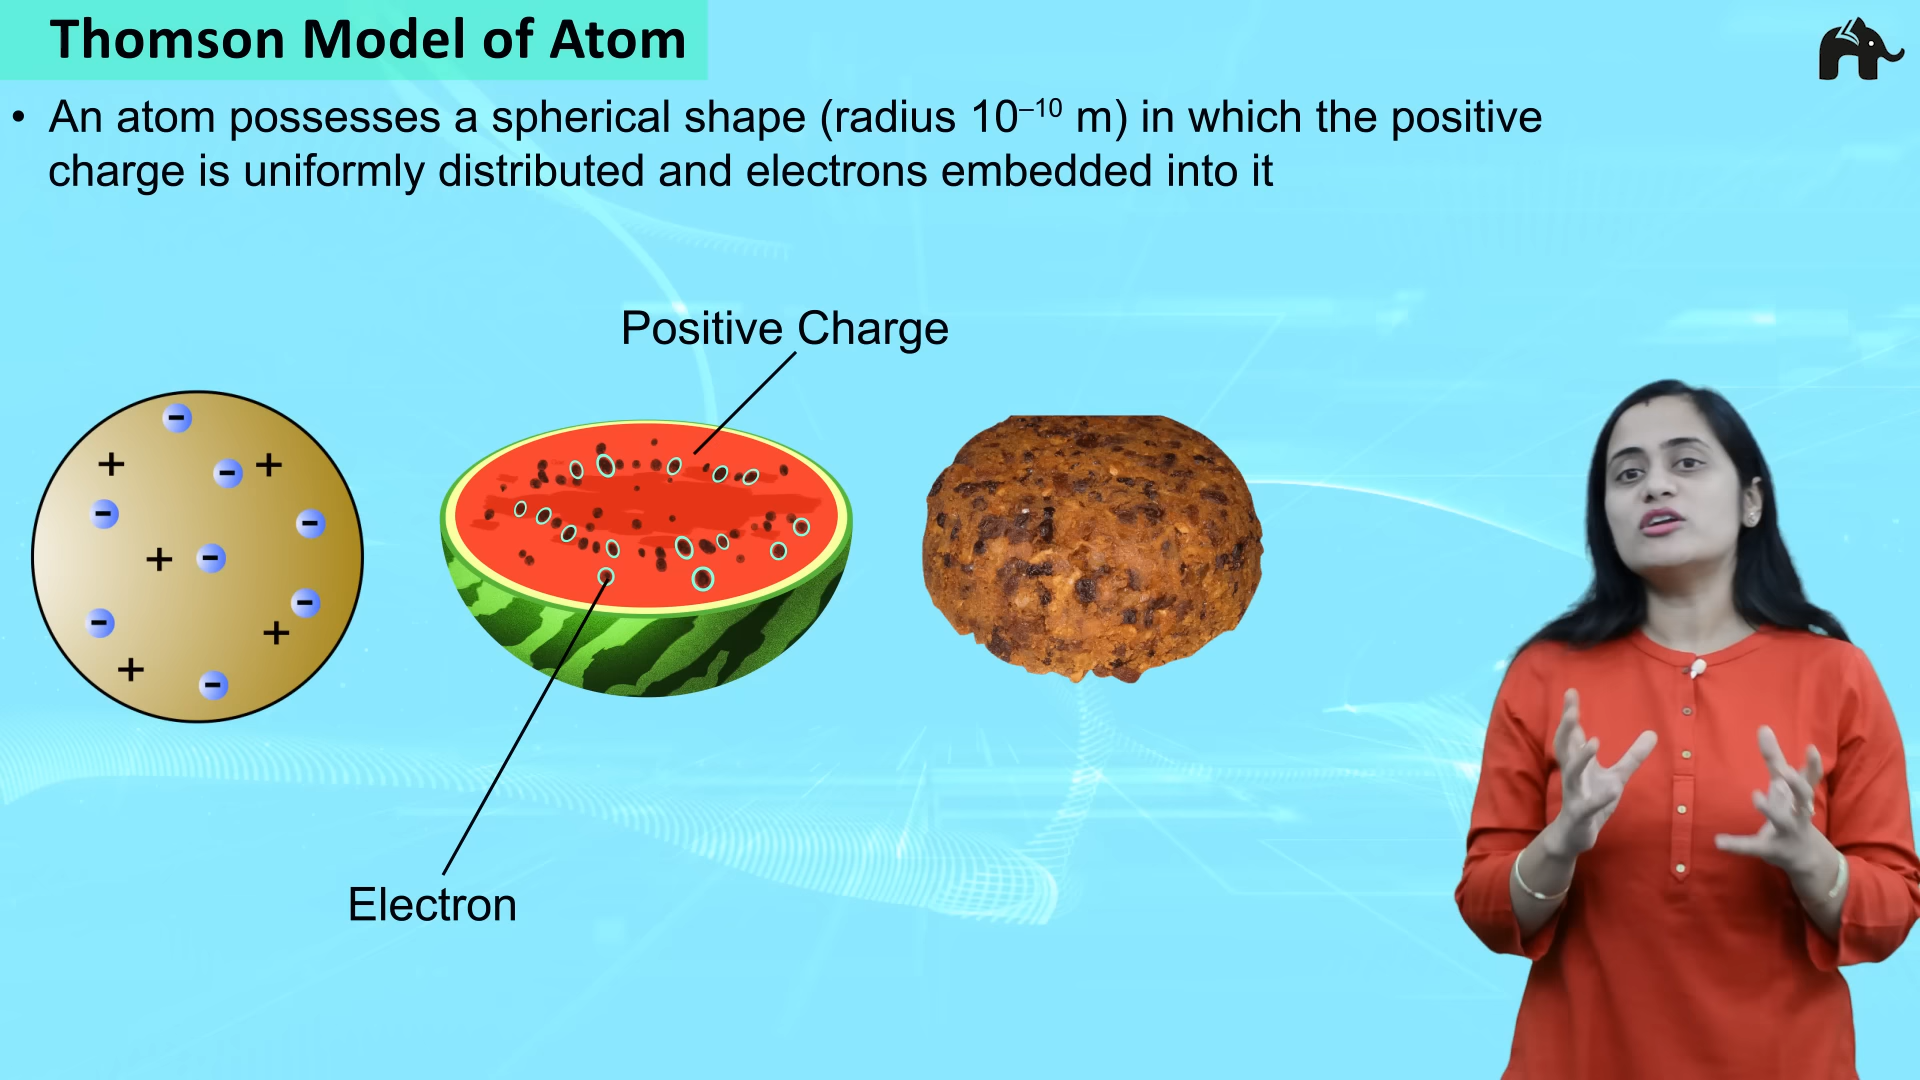 Thomson Model of Atom
• An atom possesses a spherical shape (radius 10⁻¹⁰ m) in which the positive
charge is uniformly distributed and electrons embedded into it
Positive Charge
- 
+ - +
- -
+ -
-
- +
+
-
Electron